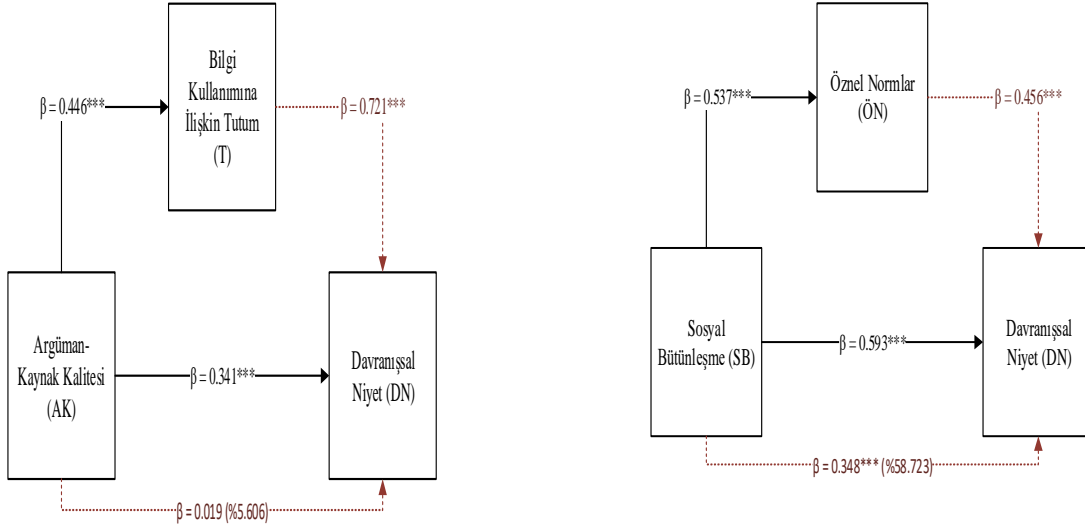 Bilgi
Kullanımına
İlişkin Tutum
(T)
β = 0.446***
β = 0.721***
Argüman-
Kaynak Kalitesi
(AK)
β = 0.341***
Davranışsal
Niyet (DN)
β = 0.019 (%5.606)
Öznel Normlar
(ÖN)
β = 0.537***
β = 0.456***
Sosyal
Bütünleşme (SB)
β = 0.593***
Davranışsal
Niyet (DN)
β = 0.348*** (%58.723)